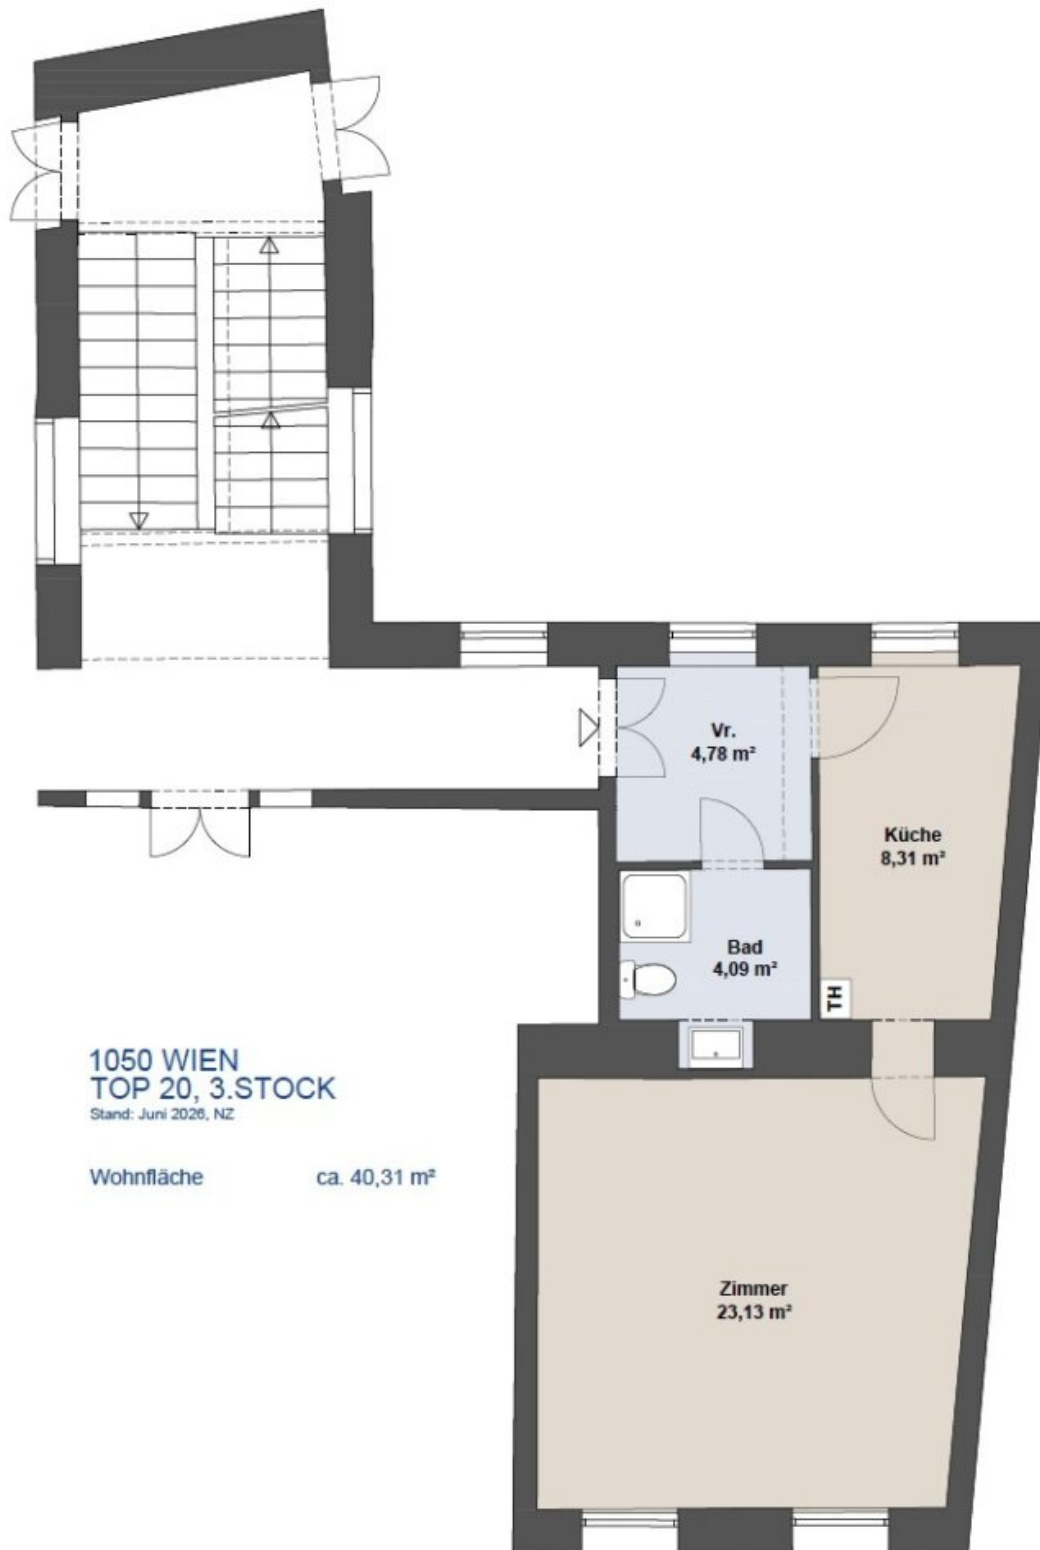 Vr.
4,78 m²
Küche
8,31 m²
Bad
4,09 m²
TH
1050 WIEN
TOP 20, 3.STOCK
Stand: Juni 2026, NZ
Wohnfläche ca. 40,31 m²
Zimmer
23,13 m²